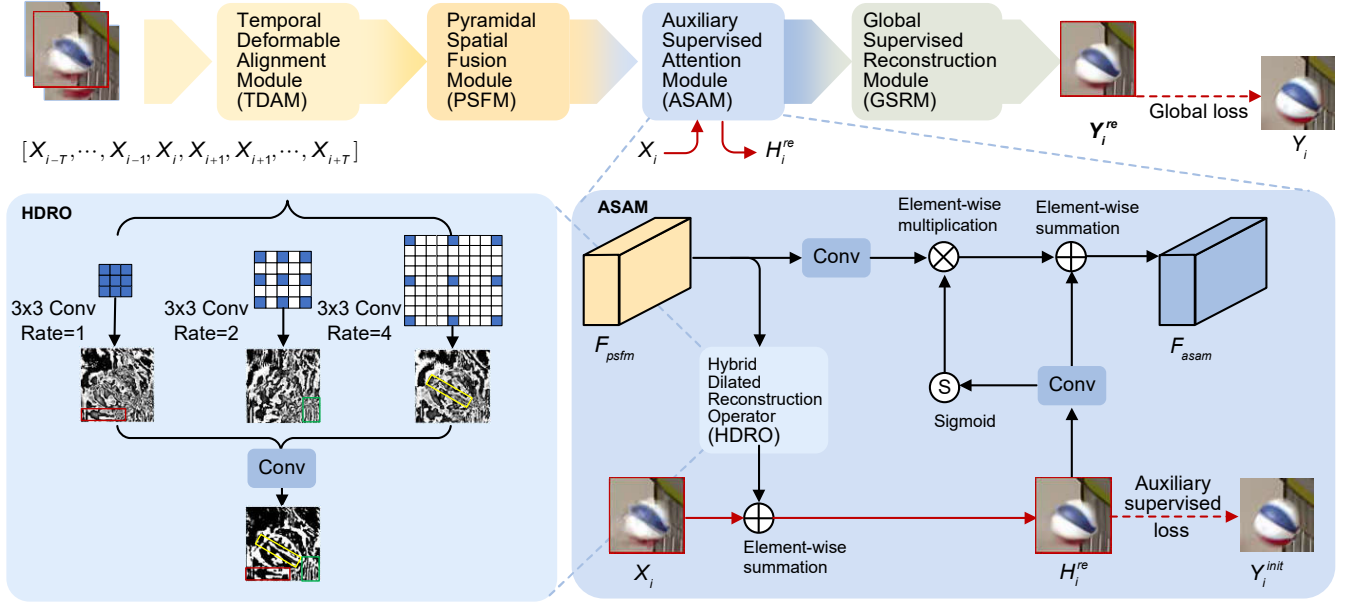 Temporal
Deformable
Alignment
Module
(TDAM)
Pyramidal
Spatial
Fusion
Module
(PSFM)
Auxiliary
Supervised
Attention
Module
(ASAM)
Global
Supervised
Reconstruction
Module
(GSRM)
Global loss
Y_i^{re}
Y_i
[X_{i-T}, ⋯, X_{i-1}, X_i, X_{i+1}, X_{i+1}, ⋯, X_{i+T}]
X_i
H_i^{re}
HDRO
3x3 Conv
Rate=1
3x3 Conv
Rate=2
3x3 Conv
Rate=4
Conv
ASAM
Element-wise
multiplication
Element-wise
summation
Conv
F_{psfm}
F_{asam}
Hybrid
Dilated
Reconstruction
Operator
(HDRO)
S
Sigmoid
Conv
Auxiliary
supervised
loss
Element-wise
summation
X_i
H_i^{re}
Y_i^{init}